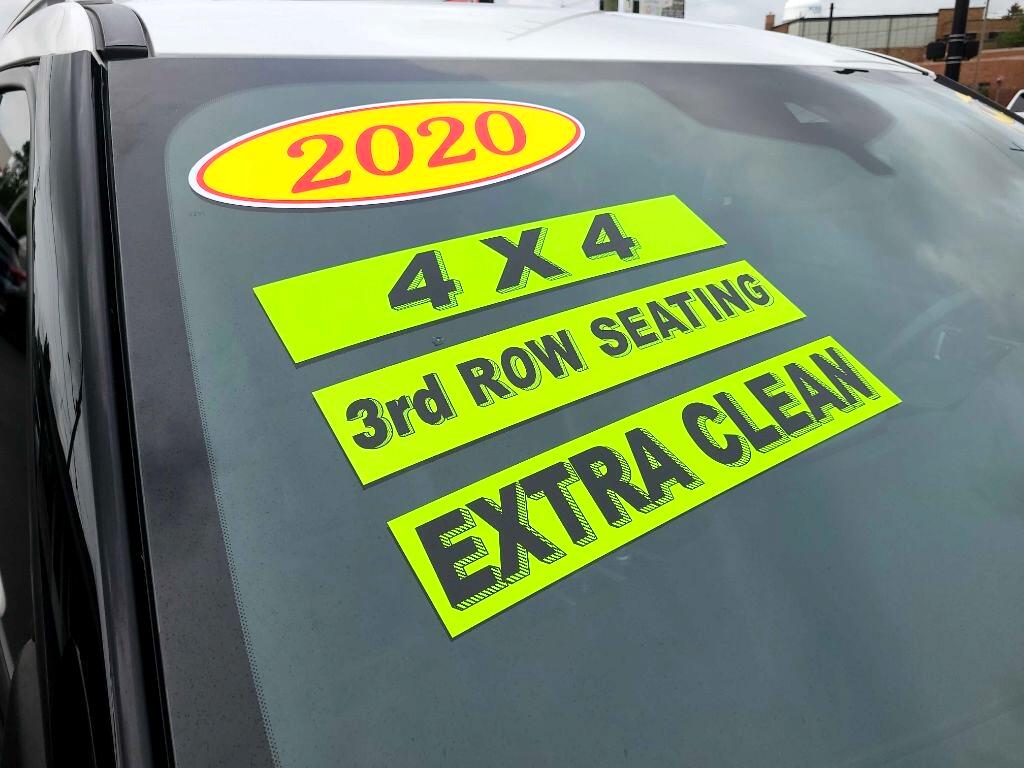 2020
4 X 4
3rd ROW SEATING
EXTRA CLEAN